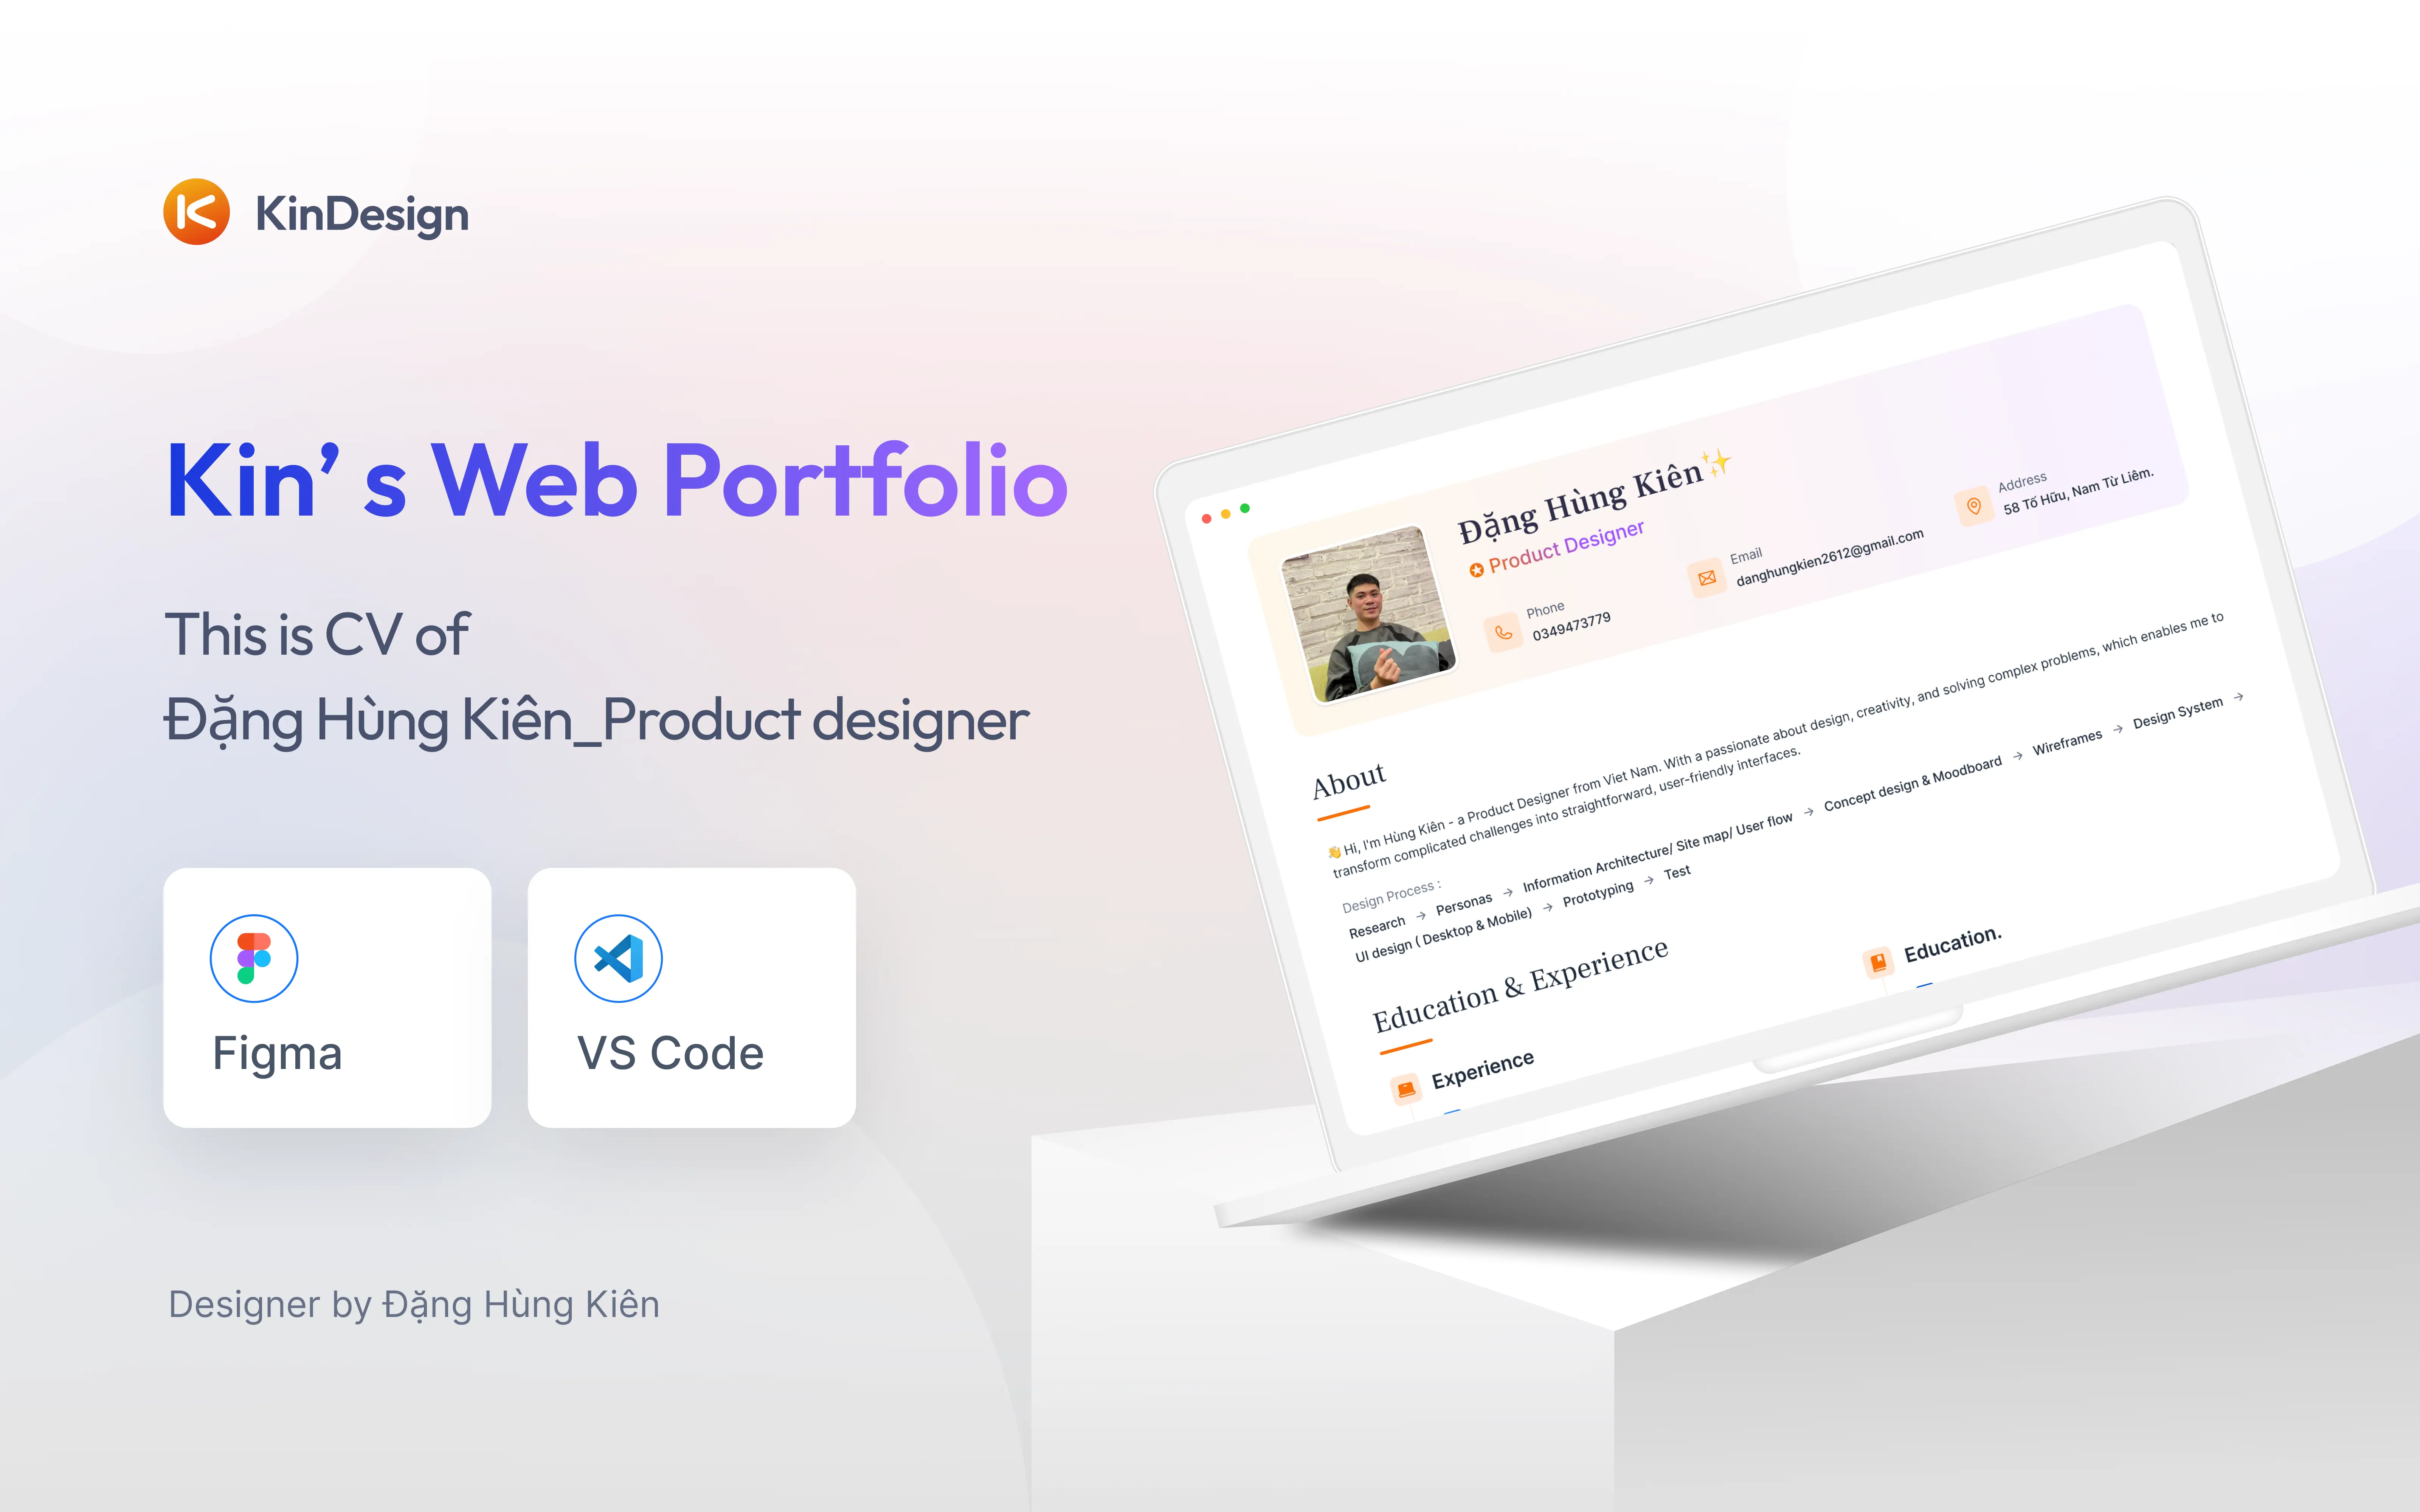 KinDesign
Kin’ s Web Portfolio
This is CV of
Đặng Hùng Kiên_Product designer
Figma
VS Code
Designer by Đặng Hùng Kiên
Đặng Hùng Kiên✨
Product Designer
Phone
0349473779
Email
danghungkien2612@gmail.com
Address
58 Tố Hữu, Nam Từ Liêm.
About
👋 Hi, I'm Hùng Kiên - a Product Designer from Viet Nam. With a passionate about design, creativity, and solving complex problems, which enables me to
transform complicated challenges into straightforward, user-friendly interfaces.
Design Process :
Research → Personas → Information Architecture/ Site map/ User flow → Concept design & Moodboard → Wireframes → Design System →
UI design ( Desktop & Mobile) → Prototyping → Test
Education & Experience
Experience
Education.